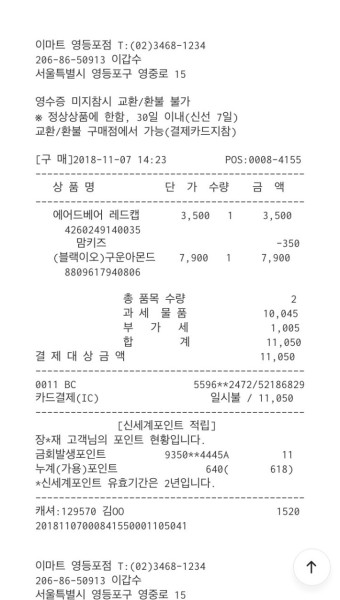 이마트 영등포점 T:(02)3468-1234
206-86-50913 이갑수
서울특별시 영등포구 영중로 15
영수증 미지참시 교환/환불 불가
※ 정상상품에 한함, 30일 이내(신선 7일)
교환/환불 구매점에서 가능(결제카드지참)
[구 매]2018-11-07 14:23 POS:0008-4155
상 품 명 단 가 수량 금 액
에어드베어 레드캡 3,500 1 3,500
4260249140035
맘키즈 -350
(블랙이오)구운아몬드 7,900 1 7,900
8809617940806
총 품목 수량 2
과 세 물 품 10,045
부 가 세 1,005
합 계 11,050
결 제 대 상 금 액 11,050
0011 BC 5596**2472/52186829
카드결제(IC) 일시불 / 11,050
[신세계포인트 적립]
장*재 고객님의 포인트 현황입니다.
금회발생포인트 9350**4445A 11
누계(가용)포인트 640( 618)
*신세계포인트 유효기간은 2년입니다.
캐셔:129570 김OO 1520
20181107000841550001105041
이마트 영등포점 T:(02)3468-1234
206-86-50913 이갑수
서울특별시 영등포구 영중로 15